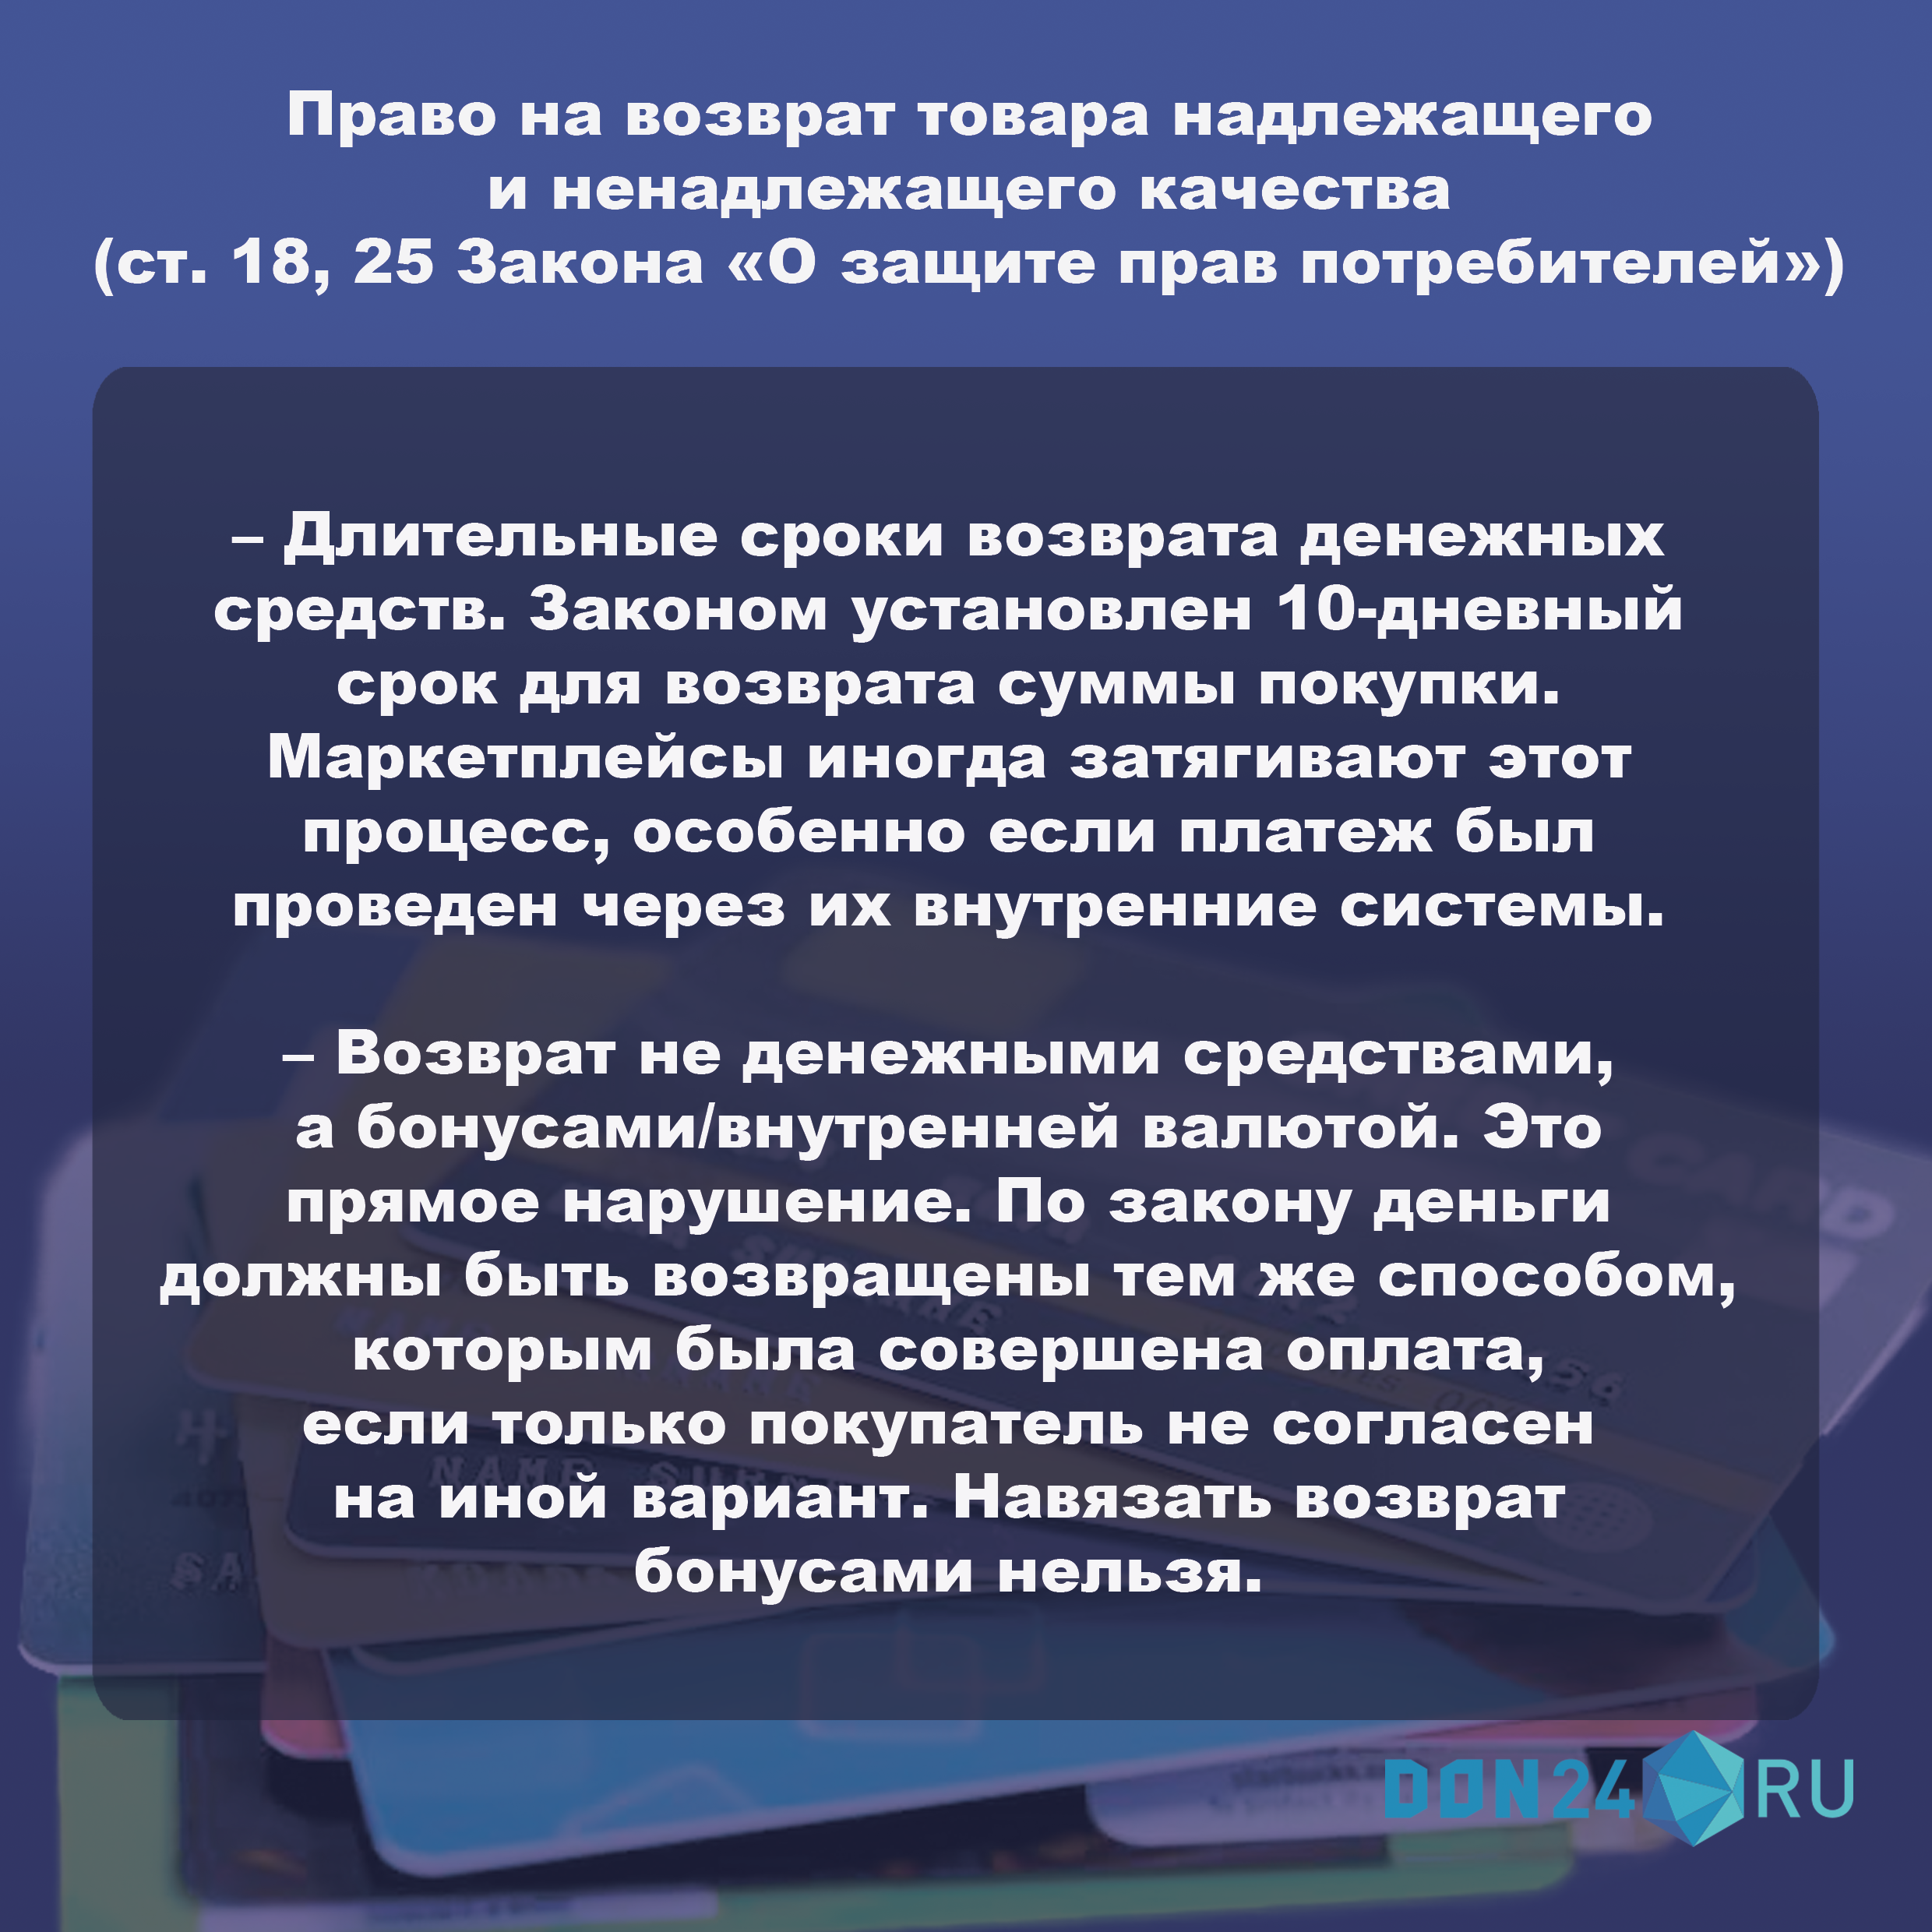 Право на возврат товара надлежащего
и ненадлежащего качества
(ст. 18, 25 Закона «О защите прав потребителей»)
– Длительные сроки возврата денежных
средств. Законом установлен 10-дневный
срок для возврата суммы покупки.
Маркетплейсы иногда затягивают этот
процесс, особенно если платеж был
проведен через их внутренние системы.
– Возврат не денежными средствами,
а бонусами/внутренней валютой. Это
прямое нарушение. По закону деньги
должны быть возвращены тем же способом,
которым была совершена оплата,
если только покупатель не согласен
на иной вариант. Навязать возврат
бонусами нельзя.
DON24 RU